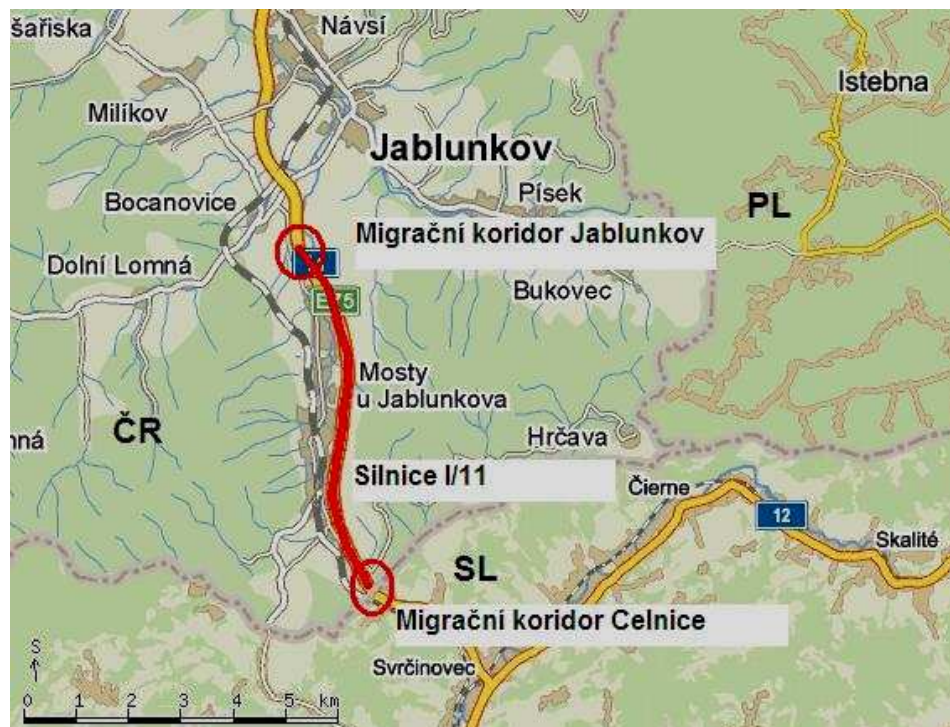 šařiska
Návsí
Istebna
Milíkov
Jablunkov
Bocanovice
Písek
PL
Migrační koridor Jablunkov
Dolní Lomná
Bukovec
E75
Mosty
u Jablunkova
ČR
Hrčava
ná
Silnice I/11
Čierne
12
Skalité
SL
Migrační koridor Celnice
Svrčinovec
S
0 1 2 3 4 5 km